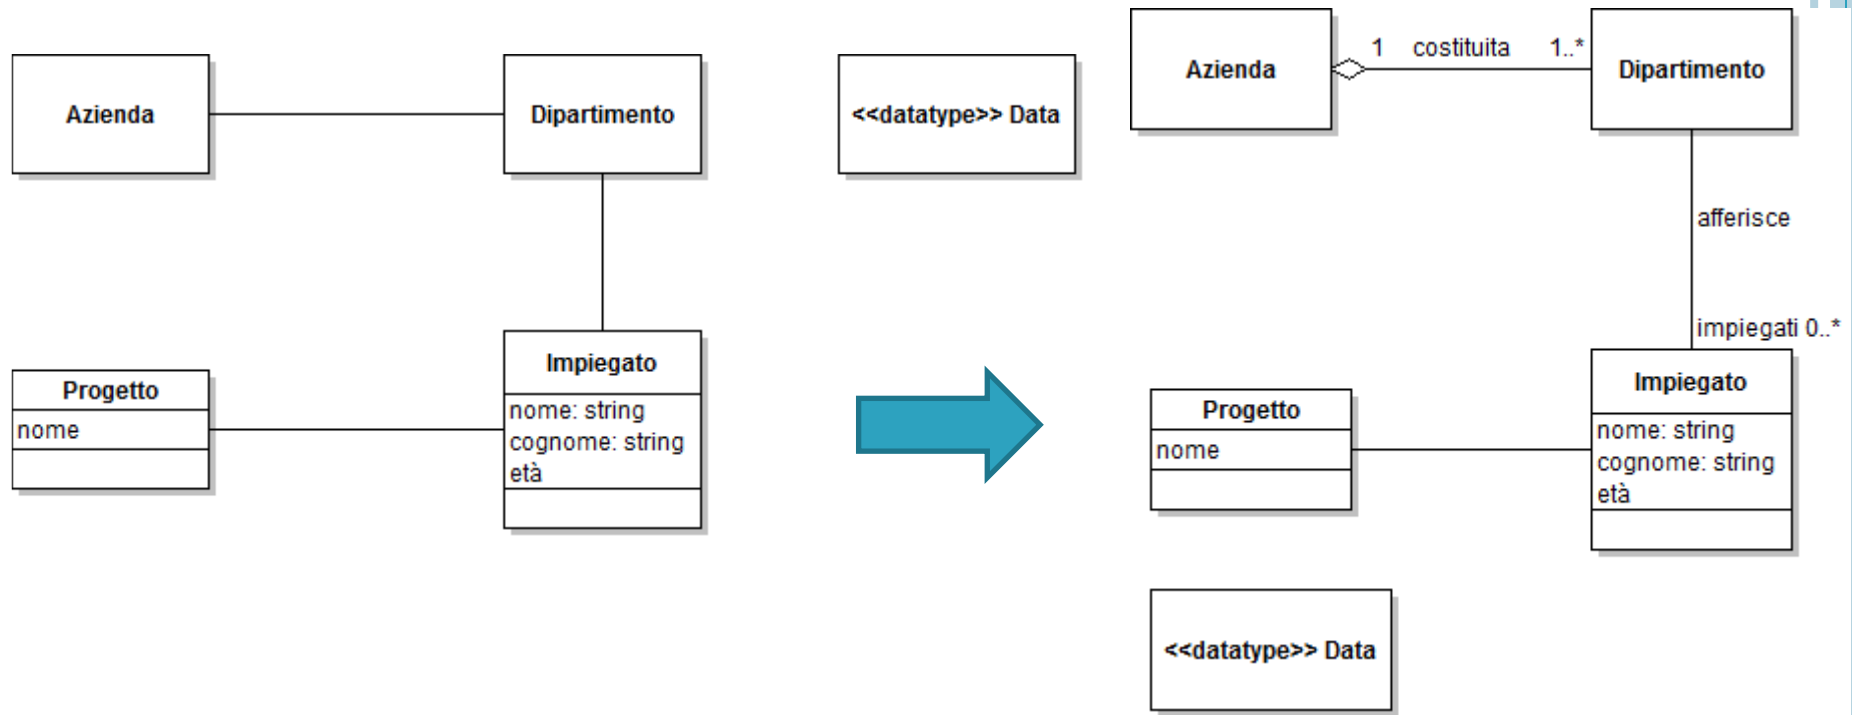 Azienda
Dipartimento
<<datatype>> Data
Progetto
nome
Impiegato
nome: string
cognome: string
età
Azienda
1 costituita 1..*
Dipartimento
afferisce
impiegati 0..*
Progetto
nome
Impiegato
nome: string
cognome: string
età
<<datatype>> Data